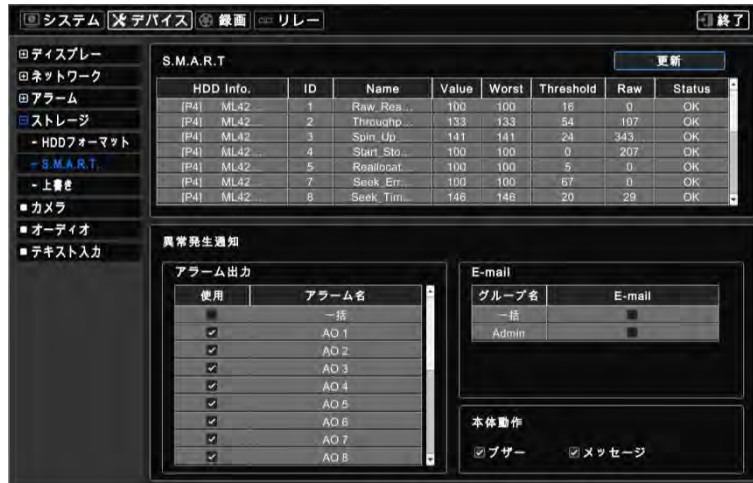 システム デバイス 録画 リレー 終了
ディスプレー
ネットワーク
アラーム
ストレージ
- HDDフォーマット
- S.M.A.R.T.
- 上書き
カメラ
オーディオ
テキスト入力
S.M.A.R.T 更新
HDD Info. ID Name Value Worst Threshold Raw Status
[P4] ML42... 1 Raw_Rea... 100 100 16 0 OK
[P4] ML42... 2 Throughp... 133 133 54 107 OK
[P4] ML42... 3 Spin_Up... 141 141 24 343... OK
[P4] ML42... 4 Start_Sto... 100 100 0 207 OK
[P4] ML42... 5 Reallocat... 100 100 5 0 OK
[P4] ML42... 7 Seek_Err... 100 100 67 0 OK
[P4] ML42... 8 Seek_Tim... 146 146 20 29 OK
異常発生通知
アラーム出力
使用 アラーム名
一括
AO 1
AO 2
AO 3
AO 4
AO 5
AO 6
AO 7
AO 8
E-mail
グループ名 E-mail
一括
Admin
本体動作
ブザー メッセージ